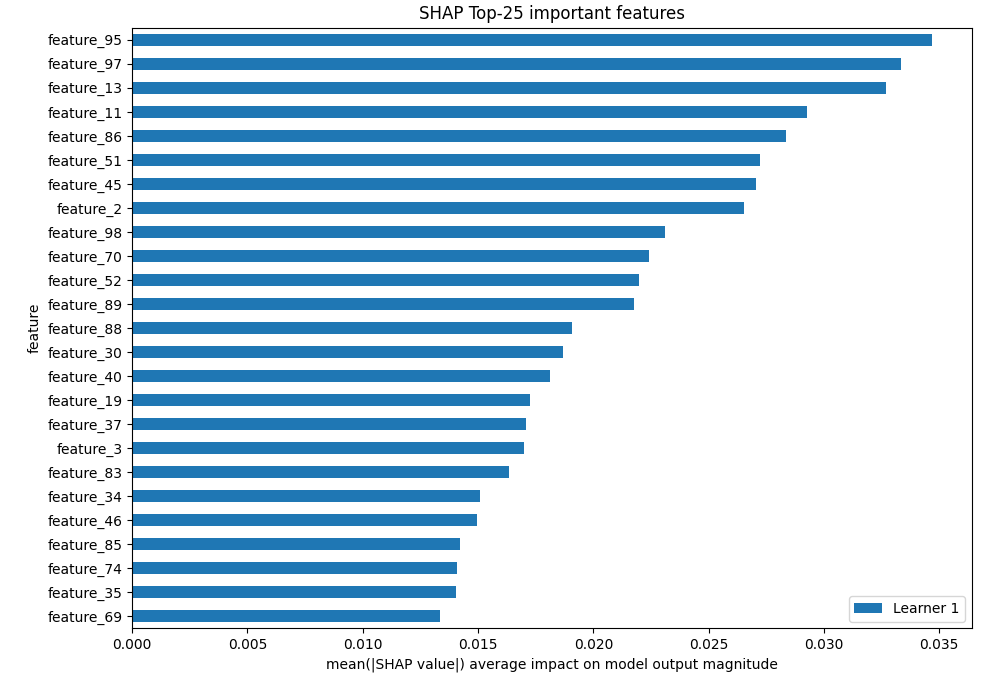 SHAP Top-25 important features
feature_95
feature_97
feature_13
feature_11
feature_86
feature_51
feature_45
feature_2
feature_98
feature_70
feature_52
feature_89
feature_88
feature_30
feature_40
feature_19
feature_37
feature_3
feature_83
feature_34
feature_46
feature_85
feature_74
feature_35
feature_69
feature
Learner 1
0.000 0.005 0.010 0.015 0.020 0.025 0.030 0.035
mean(|SHAP value|) average impact on model output magnitude